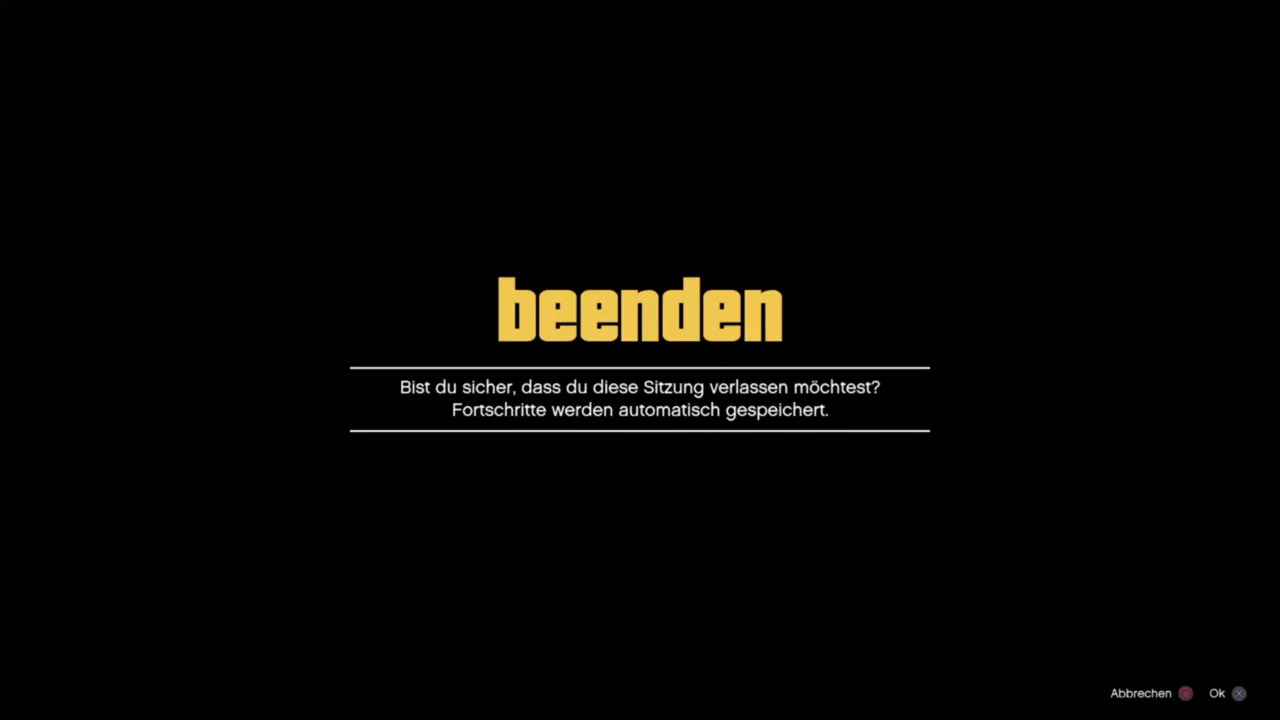 beenden
Bist du sicher, dass du diese Sitzung verlassen möchtest?
Fortschritte werden automatisch gespeichert.
Abbrechen Ok